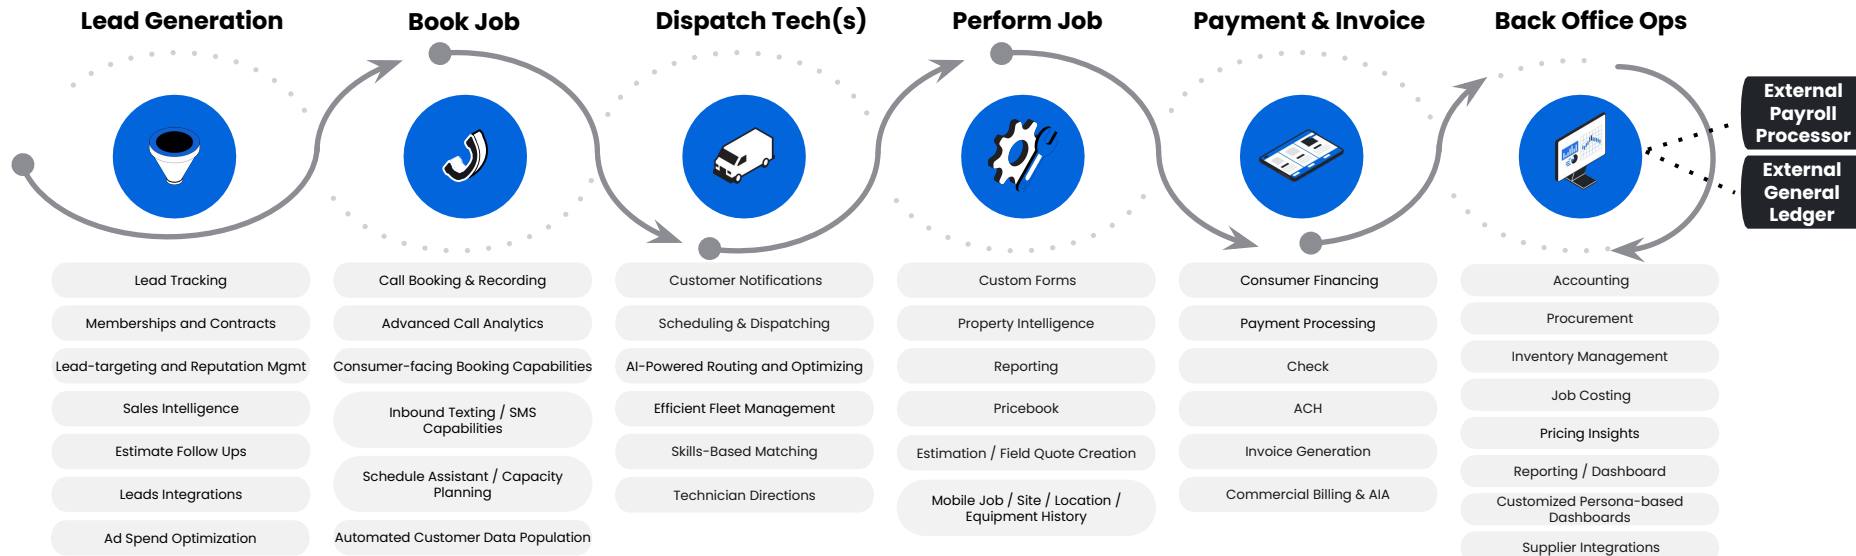 Lead Generation
Book Job
Dispatch Tech(s)
Perform Job
Payment & Invoice
Back Office Ops
External
Payroll
Processor
External
General
Ledger
Lead Tracking
Memberships and Contracts
Lead-targeting and Reputation Mgmt
Sales Intelligence
Estimate Follow Ups
Leads Integrations
Ad Spend Optimization
Call Booking & Recording
Advanced Call Analytics
Consumer-facing Booking Capabilities
Inbound Texting / SMS
Capabilities
Schedule Assistant / Capacity
Planning
Automated Customer Data Population
Customer Notifications
Scheduling & Dispatching
AI-Powered Routing and Optimizing
Efficient Fleet Management
Skills-Based Matching
Technician Directions
Custom Forms
Property Intelligence
Reporting
Pricebook
Estimation / Field Quote Creation
Mobile Job / Site / Location /
Equipment History
Consumer Financing
Payment Processing
Check
ACH
Invoice Generation
Commercial Billing & AIA
Accounting
Procurement
Inventory Management
Job Costing
Pricing Insights
Reporting / Dashboard
Customized Persona-based
Dashboards
Supplier Integrations